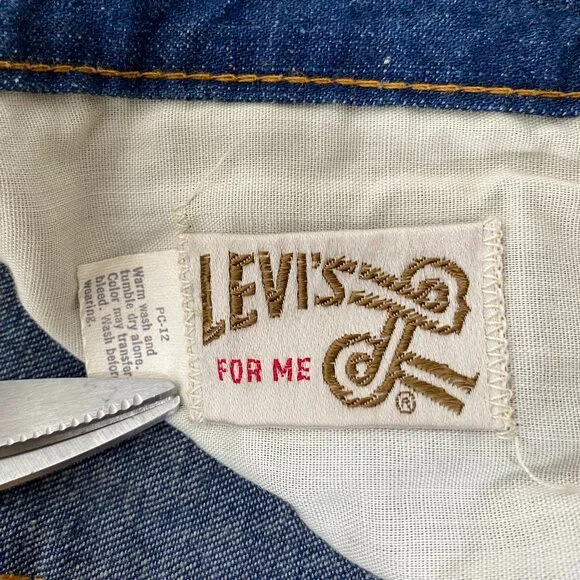 LEVI'S
FOR ME
®
PC-12
Warm wash and
tumble dry alone.
Color may transfer
bleed. Wash before
wearing.